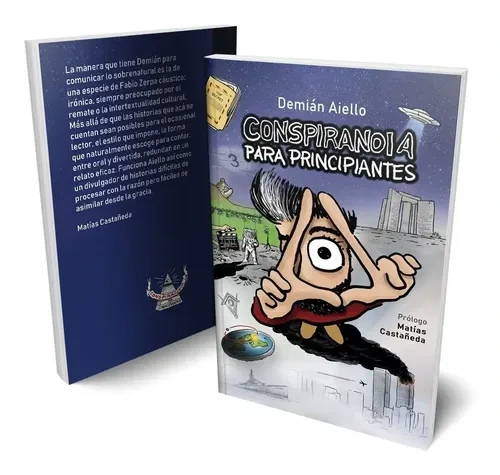 La manera que tiene Demián para
comunicar lo sobrenatural es la de
una especie de Fabio Zerpa cáustico:
irónica, siempre preocupado por el
remate o la intertextualidad cultural.
Más allá de que las historias que acá se
cuentan sean posibles para el ocasional
lector, el estilo que impone, la forma
que naturalmente escoge para contar,
entre oral y divertida, redundan en un
relato eficaz. Funciona Aiello así como
un divulgador de historias difíciles de
procesar con la razón pero fáciles de
asimilar desde la gracia.
Matías Castañeda
Demián Aiello
CONSPIRANOIA
PARA PRINCIPIANTES
3
Prólogo
Matías
Castañeda